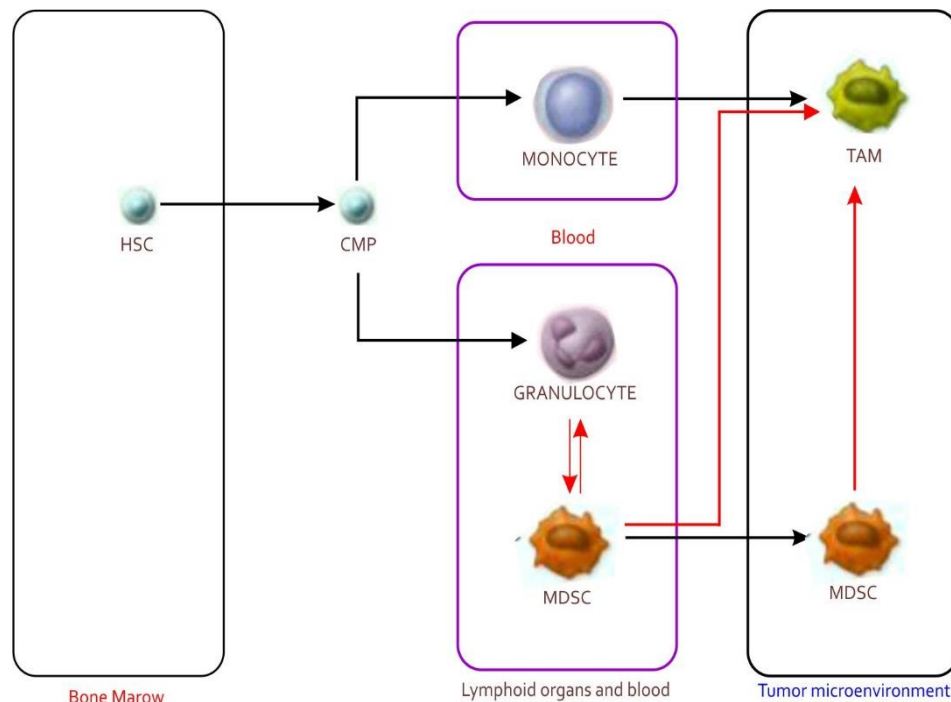 MONOCYTE
TAM
HSC
CMP
Blood
GRANULOCYTE
MDSC
MDSC
Bone Marow
Lymphoid organs and blood
Tumor microenvironment